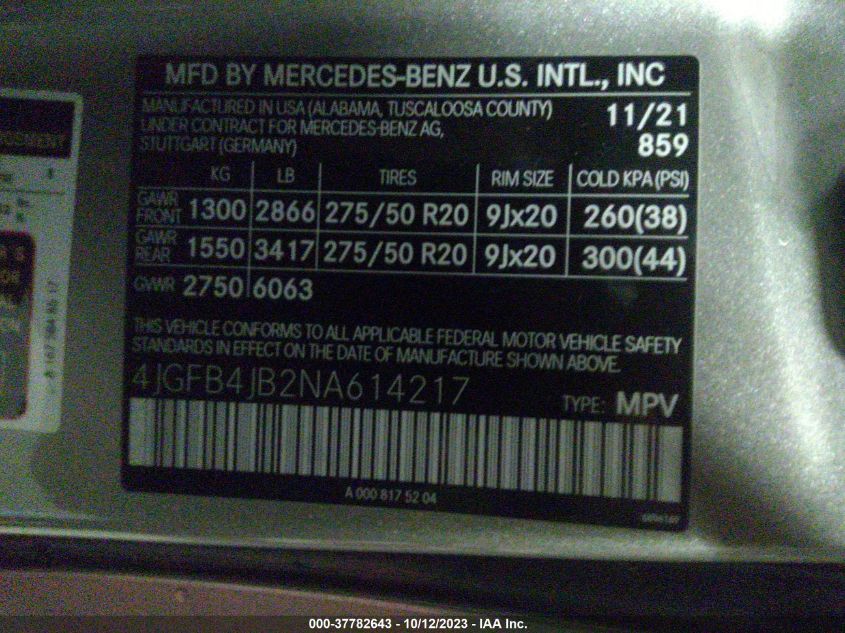 MFD BY MERCEDES-BENZ U.S. INTL., INC
MANUFACTURED IN USA (ALABAMA, TUSCALOOSA COUNTY) 11/21
UNDER CONTRACT FOR MERCEDES-BENZ AG, 859
STUTTGART (GERMANY)
KG LB TIRES RIM SIZE COLD KPA (PSI)
GAWR FRONT 1300 2866 275/50 R20 9Jx20 260(38)
GAWR REAR 1550 3417 275/50 R20 9Jx20 300(44)
GVWR 2750 6063
THIS VEHICLE CONFORMS TO ALL APPLICABLE FEDERAL MOTOR VEHICLE SAFETY
STANDARDS IN EFFECT ON THE DATE OF MANUFACTURE SHOWN ABOVE.
4JGFB4JB2NA614217 TYPE: MPV
A 000 817 52 04
000-37782643 - 10/12/2023 - IAA Inc.